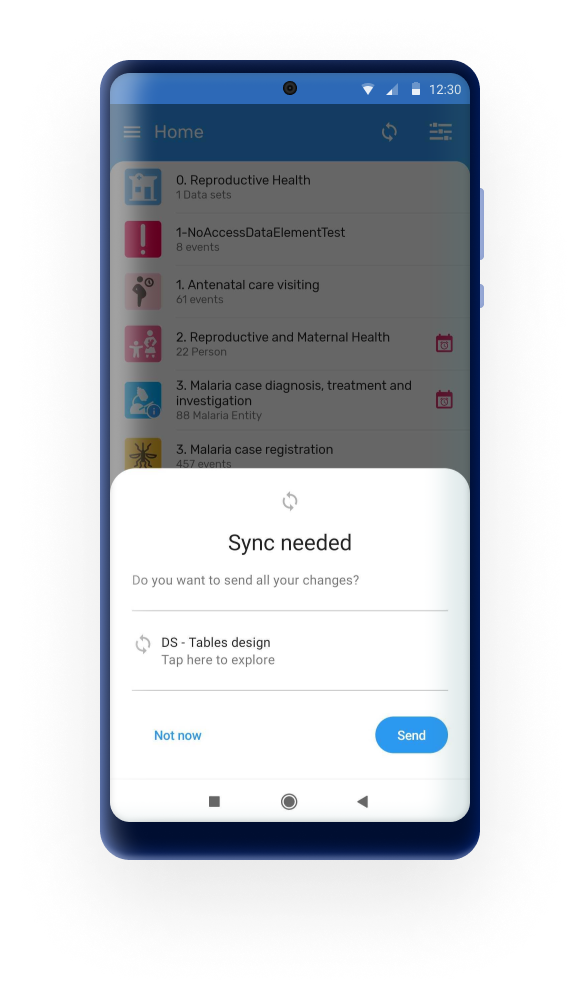 12:30
Home
0. Reproductive Health
1 Data sets
1-NoAccessDataElementTest
8 events
1. Antenatal care visiting
61 events
2. Reproductive and Maternal Health
22 Person
3. Malaria case diagnosis, treatment and
investigation
88 Malaria Entity
3. Malaria case registration
457 events
Sync needed
Do you want to send all your changes?
DS - Tables design
Tap here to explore
Not now
Send